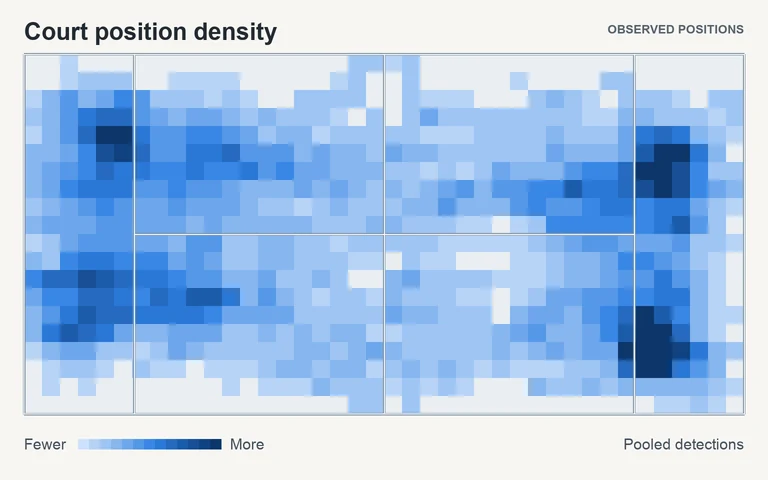 Court position density
OBSERVED POSITIONS
Fewer
More
Pooled detections